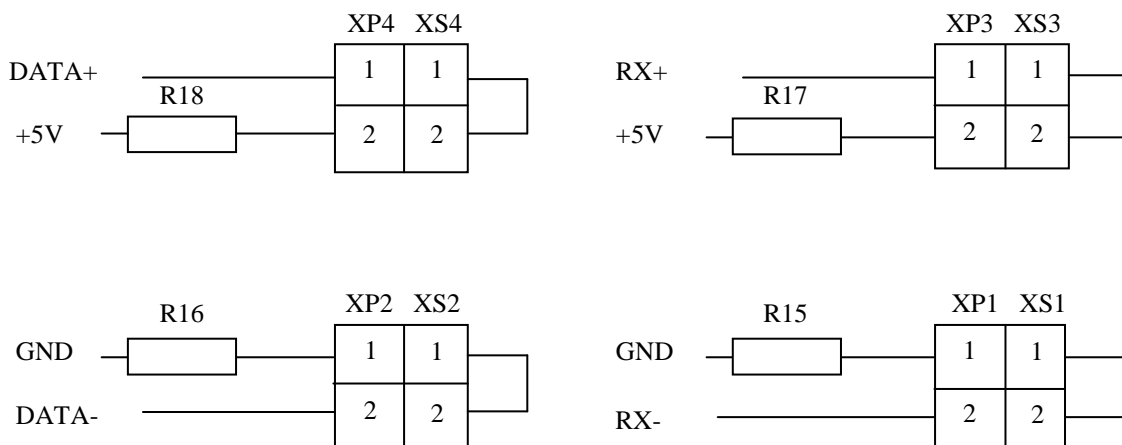 XP4 XS4 XP3 XS3
DATA+ 1 1 RX+ 1 1
R18 R17
+5V 2 2 +5V 2 2
XP2 XS2 XP1 XS1
R16 R15
GND 1 1 GND 1 1
DATA- 2 2 RX- 2 2